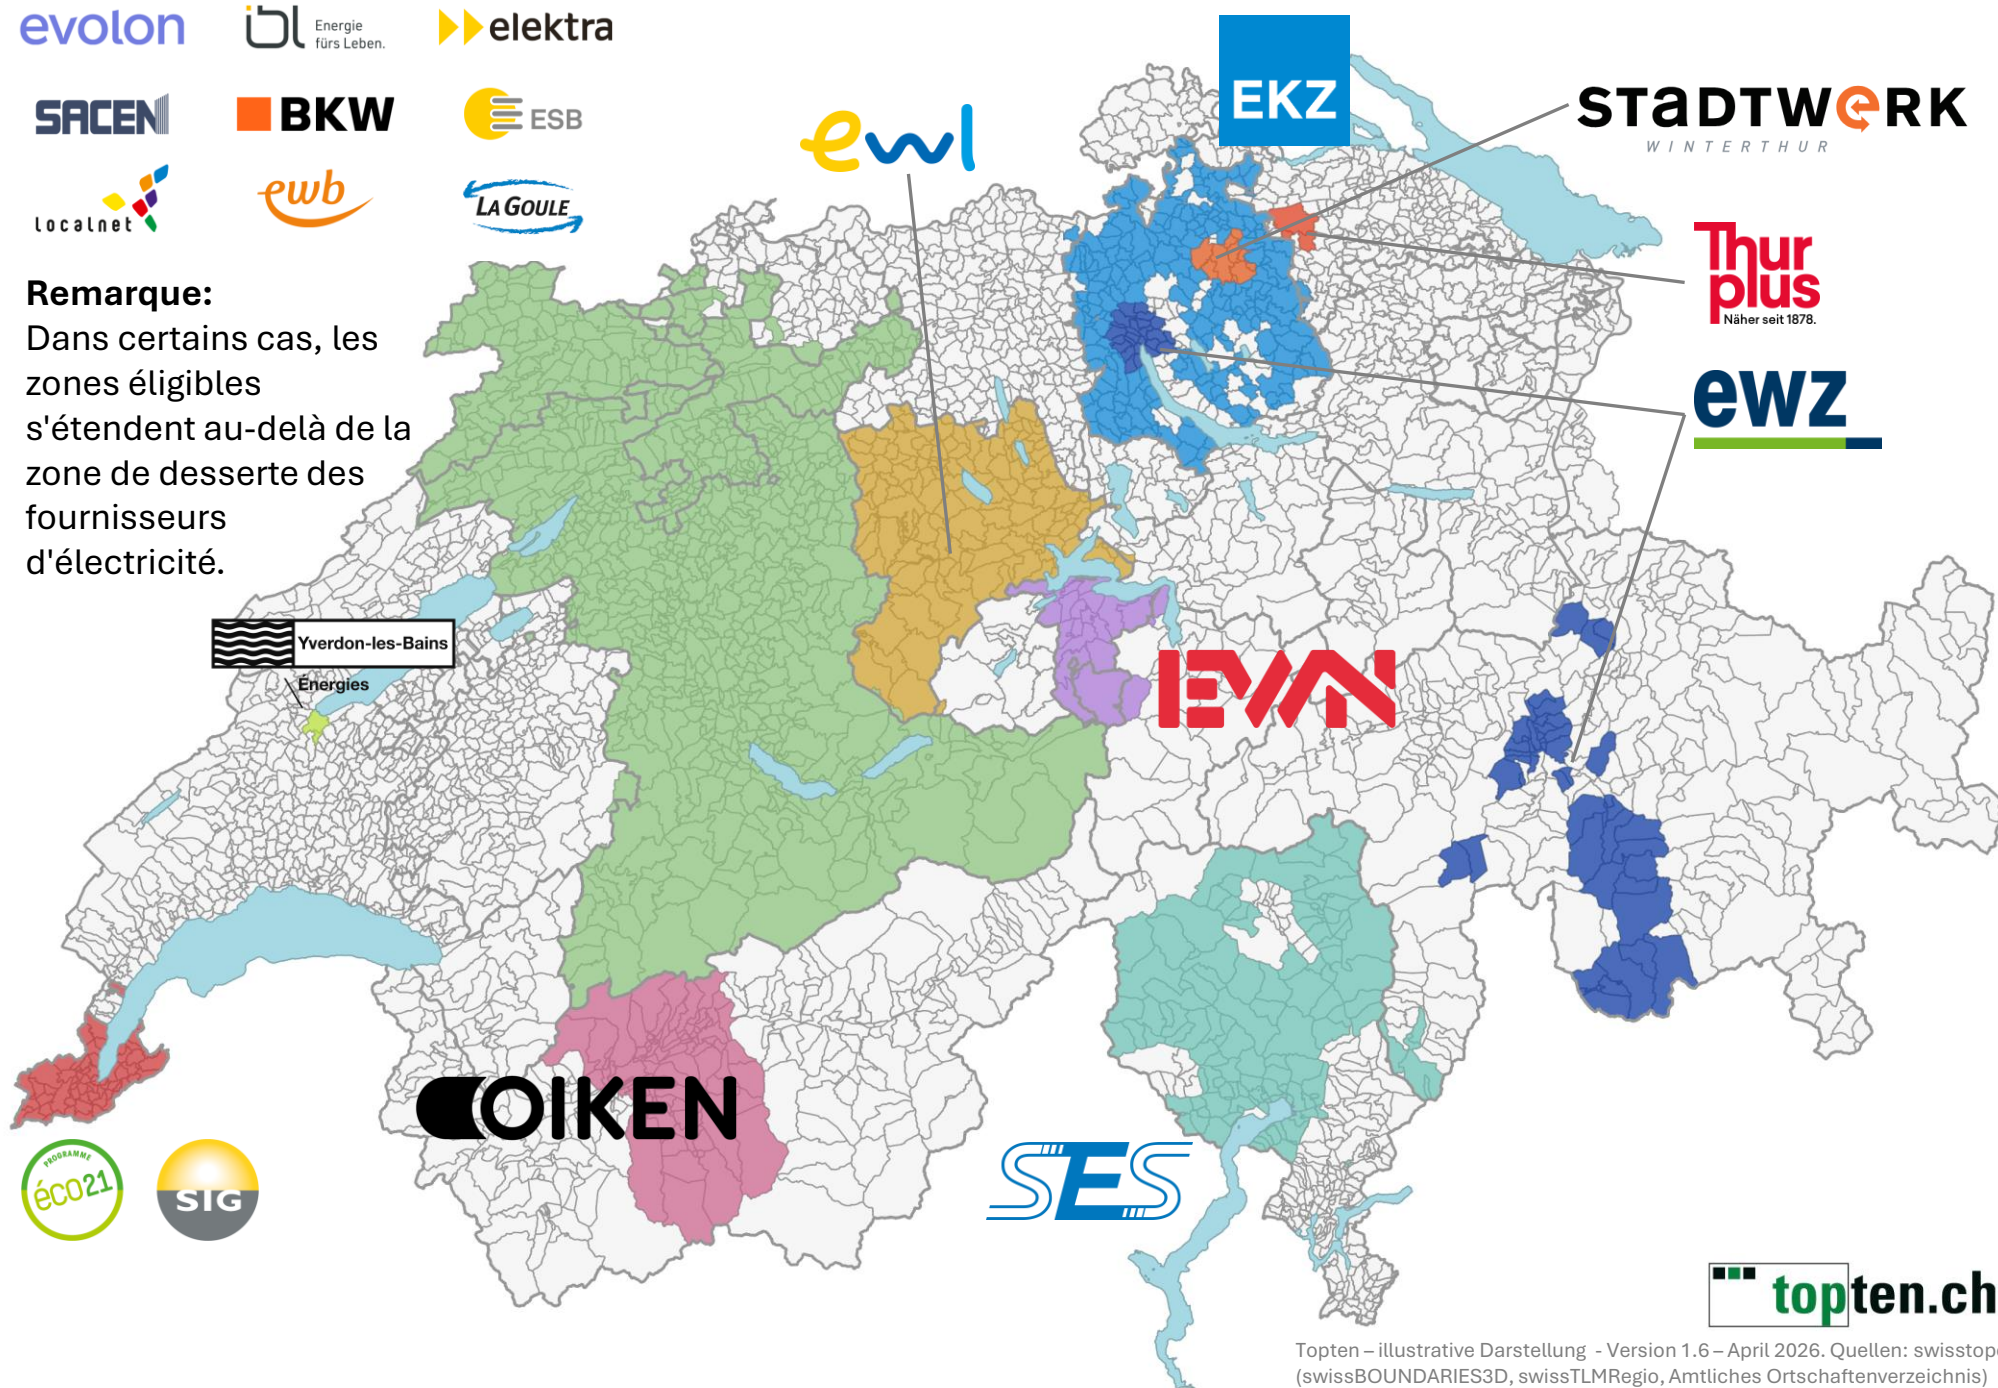 evolon
ibl Energie
fürs Leben.
elektra
SACEN
BKW
ESB
localnet
ewb
LA GOULE
ewl
EKZ
STaDTWeRK
WINTERTHUR
Thur
plus
Näher seit 1878.
ewz
Remarque:
Dans certains cas, les
zones éligibles
s'étendent au-delà de la
zone de desserte des
fournisseurs
d'électricité.
Yverdon-les-Bains
Énergies
EWN
OIKEN
SES
PROGRAMME
éco21
SIG
topten.ch
Topten – illustrative Darstellung - Version 1.6 – April 2026. Quellen: swisstopo
(swissBOUNDARIES3D, swissTLMRegio, Amtliches Ortschaftenverzeichnis)